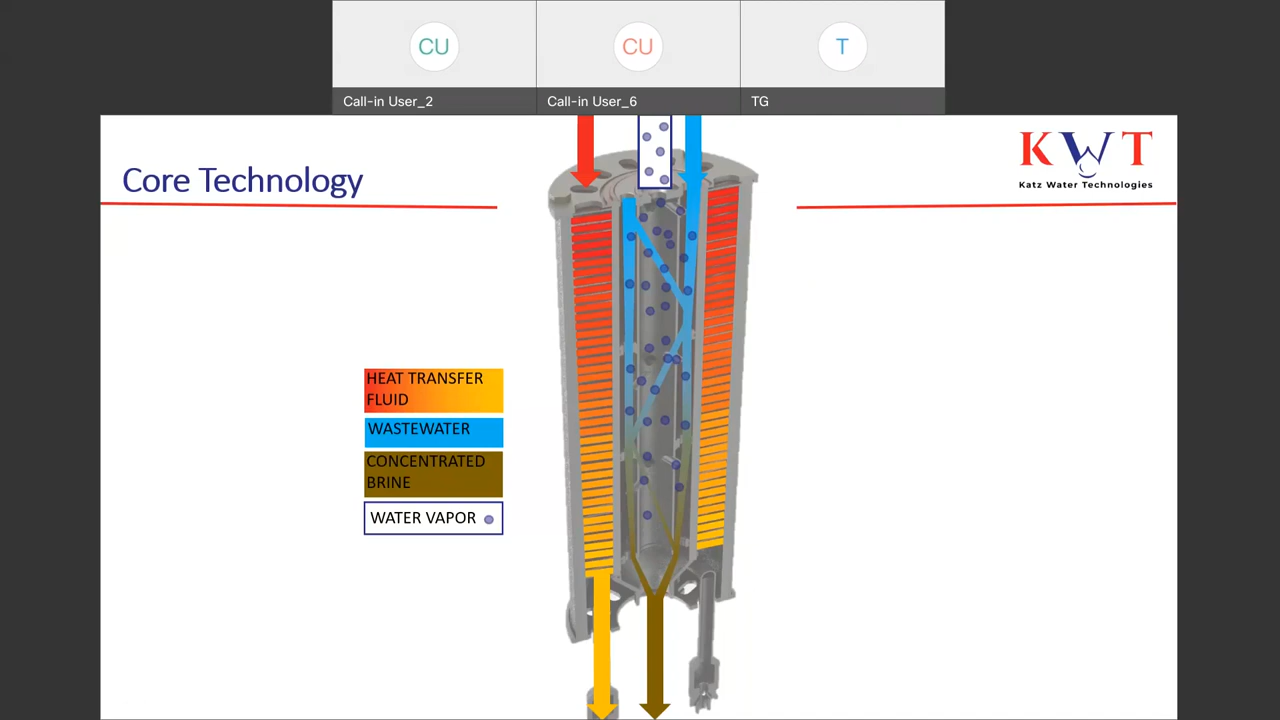 CU
CU
T
Call-in User_2
Call-in User_6
TG
Core Technology
KWT
Katz Water Technologies
HEAT TRANSFER
FLUID
WASTEWATER
CONCENTRATED
BRINE
WATER VAPOR